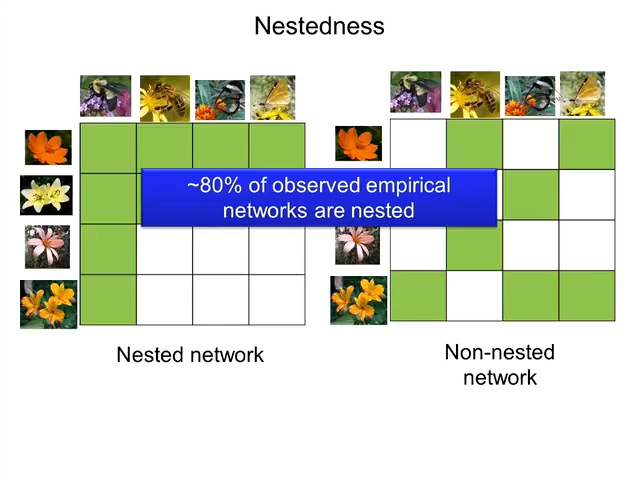 Nestedness
~80% of observed empirical
networks are nested
Nested network
Non-nested
network